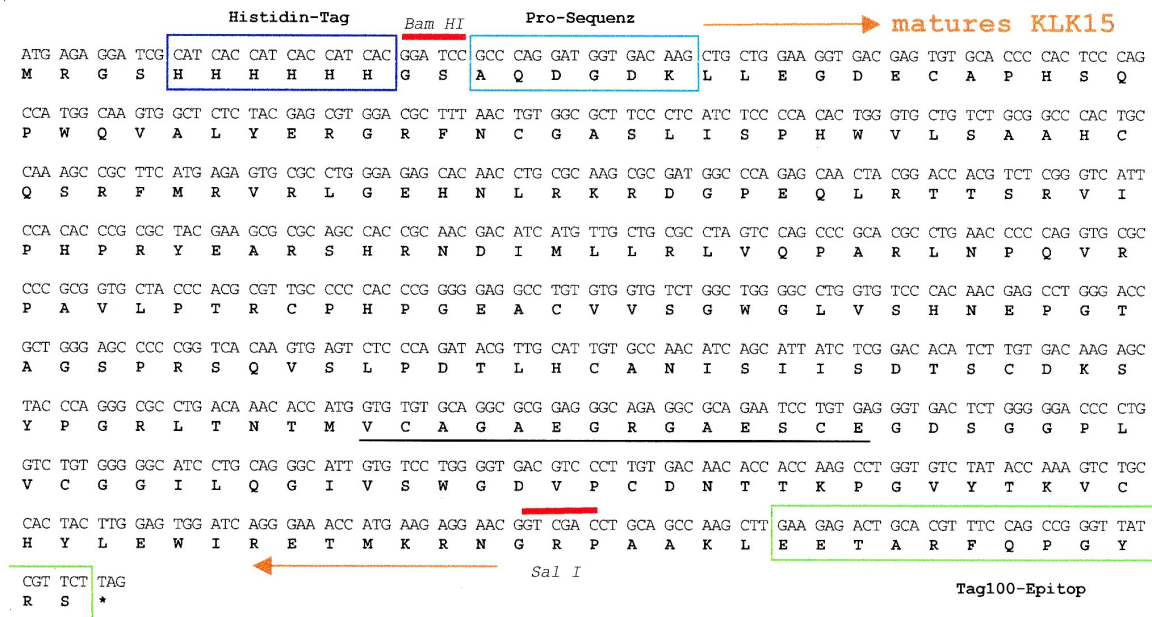 Histidin-Tag Bam HI Pro-Sequenz matures KLK15
ATG AGA GGA TCG CAT CAC CAT CAC CAT CAC GGA TCC GCC CAG GAT GGT GAC AAG CTG CTG GAA GGT GAC GAG TGT GCA CCC CAC TCC CAG
M R G S H H H H H H G S A Q D G D K L L E G D E C A P H S Q
CCA TGG CAA GTG GCT CTC TAC GAG CGT GGA CGC TTT AAC TGT GGC GCT TCC CTC ATC TCC CCA CAC TGG GTG CTG TCT GCG GCC CAC TGC
P W Q V A L Y E R G R F N C G A S L I S P H W V L S A A H C
CAA AGC CGC TTC ATG AGA GTG CGC CTG GGA GAG CAC AAC CTG CGC AAG CGC GAT GGC CCA GAG CAA CTA CGG ACC ACG TCT CGG GTC ATT
Q S R F M R V R L G E H N L R K R D G P E Q L R T T S R V I
CCA CAC CCG CGC TAC GAA GCG CGC AGC CAC CGC AAC GAC ATC ATG TTG CTG CGC CTA GTC CAG CCC GCA CGC CTG AAC CCC CAG GTG CGC
P H P R Y E A R S H R N D I M L L R L V Q P A R L N P Q V R
CCC GCG GTG CTA CCC ACG CGT TGC CCC CAC CCG GGG GAG GCC TGT GTG GTG TCT GGC TGG GGC CTG GTG TCC CAC AAC GAG CCT GGG ACC
P A V L P T R C P H P G E A C V V S G W G L V S H N E P G T
GCT GGG AGC CCC CGG TCA CAA GTG AGT CTC CCA GAT ACG TTG CAT TGT GCC AAC ATC AGC ATT ATC TCG GAC ACA TCT TGT GAC AAG AGC
A G S P R S Q V S L P D T L H C A N I S I I S D T S C D K S
TAC CCA GGG CGC CTG ACA AAC ACC ATG GTG TGT GCA GGC GCG GAG GGC AGA GGC GCA GAA TCC TGT GAG GGT GAC TCT GGG GGA CCC CTG
Y P G R L T N T M V C A G A E G R G A E S C E G D S G G P L
GTC TGT GGG GGC ATC CTG CAG GGC ATT GTG TCC TGG GGT GAC GTC CCT TGT GAC AAC ACC ACC AAG CCT GGT GTC TAT ACC AAA GTC TGC
V C G G I L Q G I V S W G D V P C D N T T K P G V Y T K V C
CAC TAC TTG GAG TGG ATC AGG GAA ACC ATG AAG AGG AAC GGT CGA CCT GCA GCC AAG CTT GAA GAG ACT GCA CGT TTC CAG CCG GGT TAT
H Y L E W I R E T M K R N G R P A A K L E E T A R F Q P G Y
Sal I
CGT TCT TAG
R S *
Tag100-Epitop